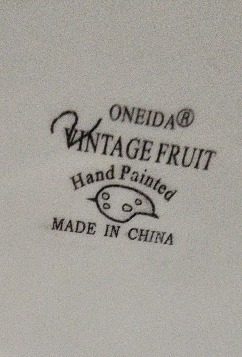 ONEIDA®
VINTAGE FRUIT
Hand Painted
MADE IN CHINA